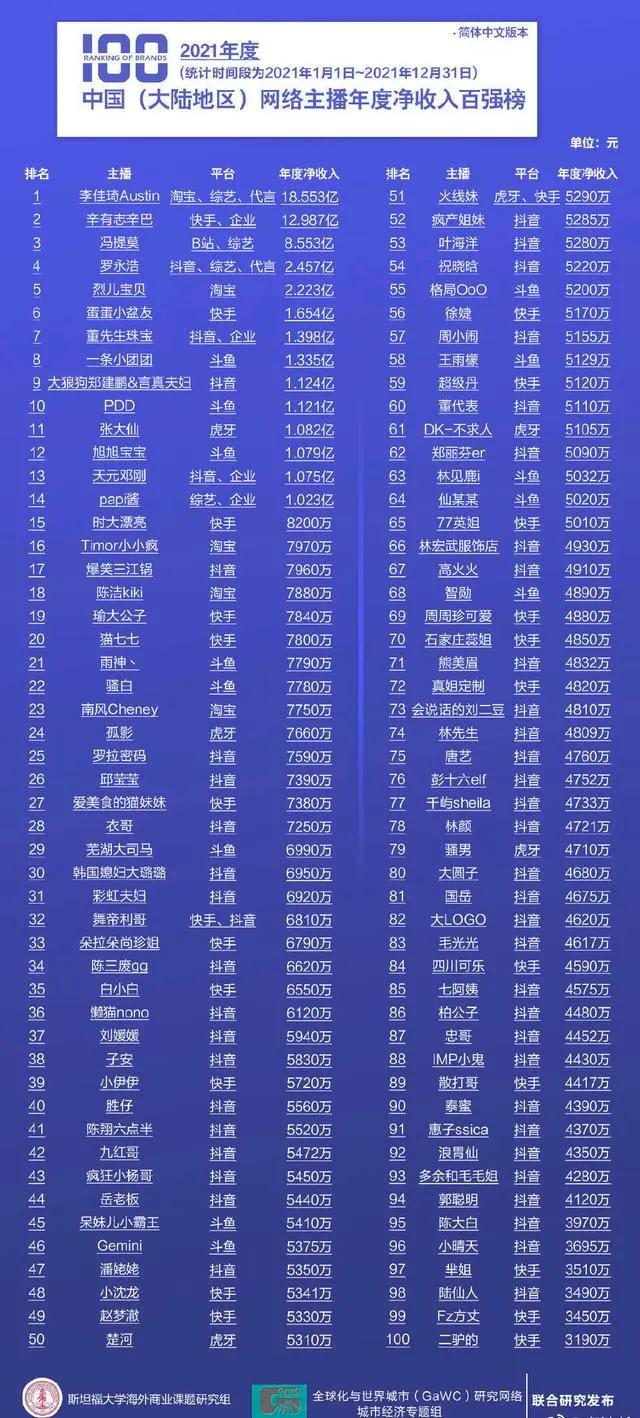 ·简体中文版本
100
RANKING OF BRANDS
2021年度
(统计时间段为2021年1月1日~2021年12月31日)
中国（大陆地区）网络主播年度净收入百强榜
单位：元
排名 主播 平台 年度净收入
1 李佳琦Austin 淘宝、综艺、代言 18.553亿
2 辛有志辛巴 快手、企业 12.987亿
3 冯提莫 B站、综艺 8.553亿
4 罗永浩 抖音、综艺、代言 2.457亿
5 烈儿宝贝 淘宝 2.223亿
6 蛋蛋小盆友 快手 1.654亿
7 董先生珠宝 抖音、企业 1.398亿
8 一条小团团 斗鱼 1.335亿
9 大狼狗郑建鹏&言真夫妇 抖音 1.124亿
10 PDD 斗鱼 1.121亿
11 张大仙 虎牙 1.082亿
12 旭旭宝宝 斗鱼 1.079亿
13 天元邓刚 抖音、企业 1.075亿
14 papi酱 综艺、企业 1.023亿
15 时大漂亮 快手 8200万
16 Timor小小疯 淘宝 7970万
17 爆笑三江锅 抖音 7960万
18 陈洁kiki 淘宝 7880万
19 瑜大公子 快手 7840万
20 猫七七 快手 7800万
21 雨神丶 斗鱼 7790万
22 骚白 斗鱼 7780万
23 南风Cheney 淘宝 7750万
24 孤影 虎牙 7660万
25 罗拉密码 抖音 7590万
26 邱莹莹 抖音 7390万
27 爱美食的猫妹妹 快手 7380万
28 衣哥 抖音 7250万
29 芜湖大司马 斗鱼 6990万
30 韩国媳妇大璐璐 抖音 6950万
31 彩虹夫妇 抖音 6920万
32 舞帝利哥 快手、抖音 6810万
33 朵拉朵尚珍姐 快手 6790万
34 陈三废gg 抖音 6620万
35 白小白 快手 6550万
36 懒猫nono 抖音 6120万
37 刘媛媛 抖音 5940万
38 子安 抖音 5830万
39 小伊伊 快手 5720万
40 胜仔 抖音 5560万
41 陈翔六点半 抖音 5520万
42 九红哥 抖音 5472万
43 疯狂小杨哥 抖音 5450万
44 岳老板 抖音 5440万
45 呆妹儿小霸王 斗鱼 5410万
46 Gemini 斗鱼 5375万
47 潘姥姥 抖音 5350万
48 小沈龙 快手 5341万
49 赵梦澈 快手 5330万
50 楚河 虎牙 5310万
排名 主播 平台 年度净收入
51 火线妹 虎牙、快手 5290万
52 疯产姐妹 抖音 5285万
53 叶海洋 抖音 5280万
54 祝晓晗 抖音 5220万
55 格局OoO 斗鱼 5200万
56 徐婕 快手 5170万
57 周小闹 抖音 5155万
58 王雨檬 斗鱼 5129万
59 超级丹 快手 5120万
60 董代表 抖音 5110万
61 DK-不求人 虎牙 5105万
62 郑丽芬er 抖音 5090万
63 林见鹿i 斗鱼 5032万
64 仙某某 斗鱼 5020万
65 77英姐 快手 5010万
66 林宏武服饰店 抖音 4930万
67 高火火 抖音 4910万
68 智勋 斗鱼 4890万
69 周周珍可爱 快手 4880万
70 石家庄蕊姐 快手 4850万
71 熊美眉 抖音 4832万
72 真姐定制 快手 4820万
73 会说话的刘二豆 抖音 4810万
74 林先生 抖音 4809万
75 唐艺 抖音 4760万
76 彭十六elf 抖音 4752万
77 千屿sheila 抖音 4733万
78 林颜 抖音 4721万
79 骚男 虎牙 4710万
80 大圆子 抖音 4680万
81 国岳 抖音 4675万
82 大LOGO 抖音 4620万
83 毛光光 抖音 4617万
84 四川可乐 快手 4590万
85 七阿姨 抖音 4575万
86 柏公子 抖音 4480万
87 忠哥 抖音 4452万
88 IMP小鬼 抖音 4430万
89 散打哥 快手 4417万
90 泰蜜 抖音 4390万
91 惠子ssica 抖音 4370万
92 浪胃仙 抖音 4350万
93 多余和毛毛姐 抖音 4280万
94 郭聪明 抖音 4120万
95 陈大白 抖音 3970万
96 小晴天 抖音 3695万
97 芈姐 快手 3510万
98 陆仙人 抖音 3490万
99 Fz方丈 快手 3450万
100 二驴的 快手 3190万
斯坦福大学海外商业课题研究组
GaWC
全球化与世界城市（GaWC）研究网络
城市经济专题组
联合研究发布